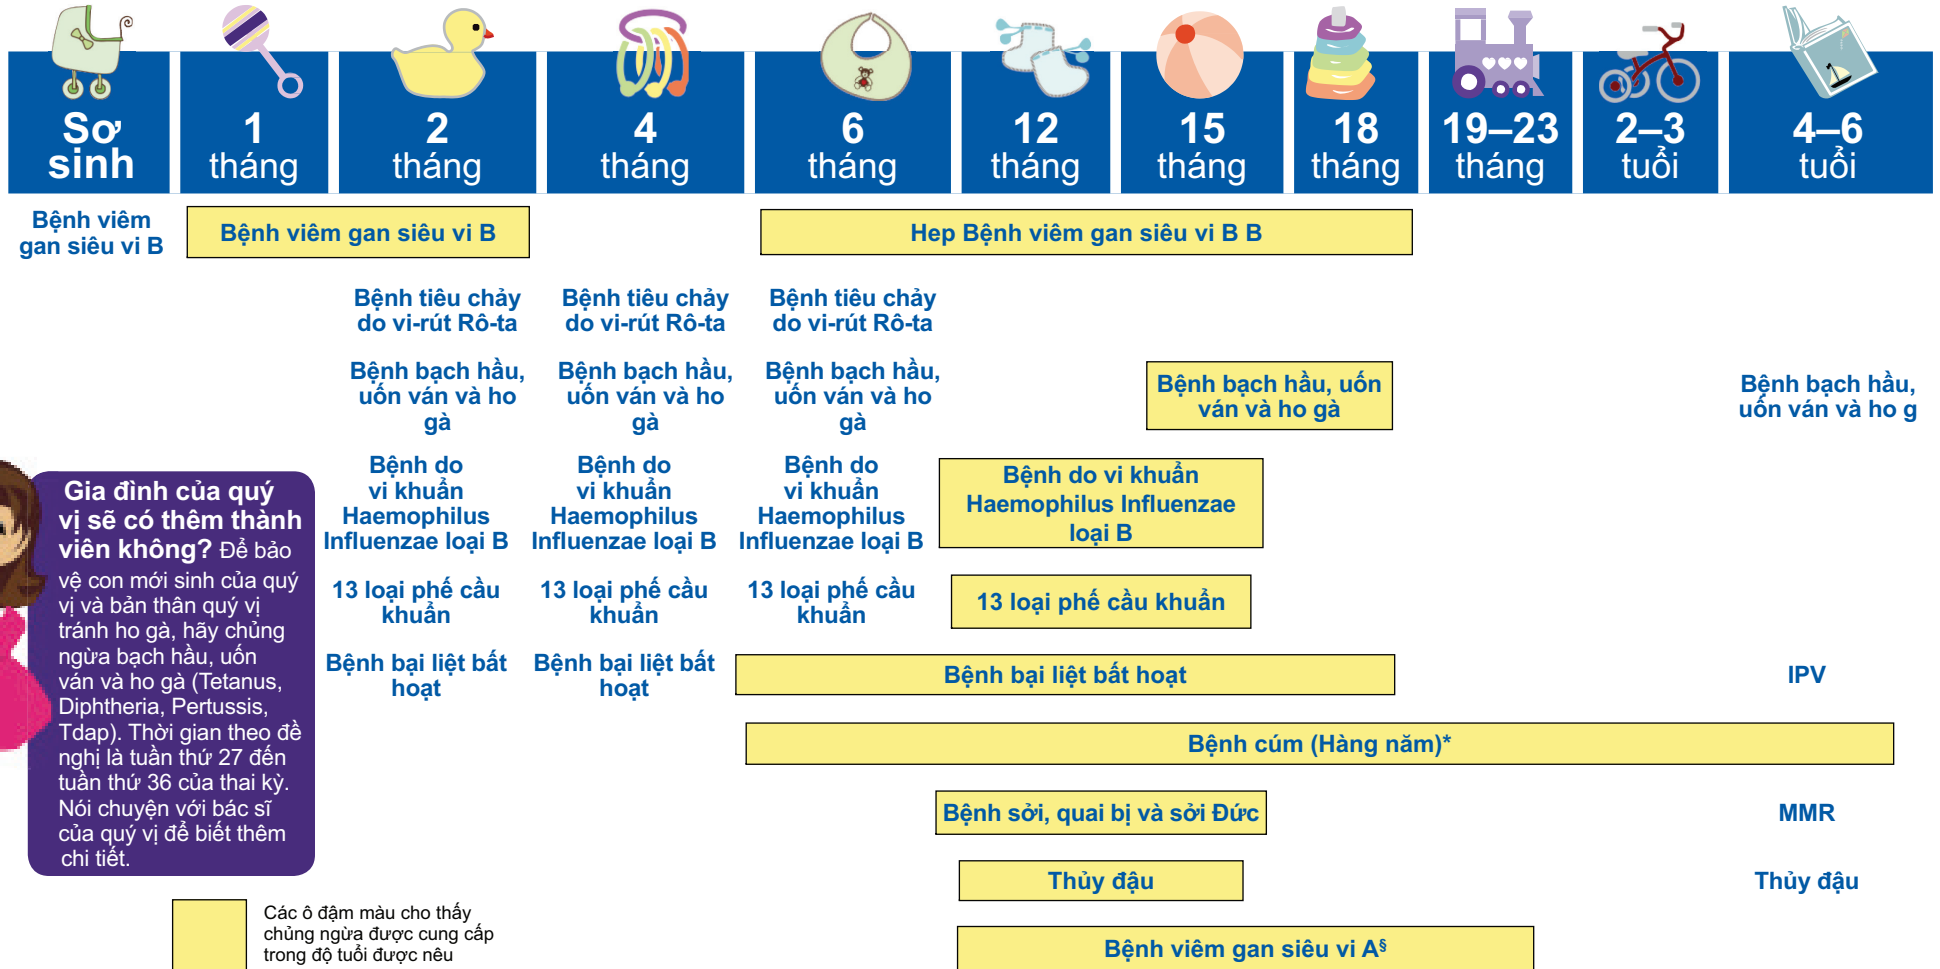 Sơ
sinh
1
tháng
2
tháng
4
tháng
6
tháng
12
tháng
15
tháng
18
tháng
19–23
tháng
2–3
tuổi
4–6
tuổi
Bệnh viêm
gan siêu vi B
Bệnh viêm gan siêu vi B
Hep Bệnh viêm gan siêu vi B B
Bệnh tiêu chảy
do vi-rút Rô-ta
Bệnh tiêu chảy
do vi-rút Rô-ta
Bệnh tiêu chảy
do vi-rút Rô-ta
Bệnh bạch hầu,
uốn ván và ho
gà
Bệnh bạch hầu,
uốn ván và ho
gà
Bệnh bạch hầu,
uốn ván và ho
gà
Bệnh bạch hầu, uốn
ván và ho gà
Bệnh bạch hầu,
uốn ván và ho g
Bệnh do
vi khuẩn
Haemophilus
Influenzae loại B
Bệnh do
vi khuẩn
Haemophilus
Influenzae loại B
Bệnh do
vi khuẩn
Haemophilus
Influenzae loại B
Bệnh do vi khuẩn
Haemophilus Influenzae
loại B
13 loại phế cầu
khuẩn
13 loại phế cầu
khuẩn
13 loại phế cầu
khuẩn
13 loại phế cầu khuẩn
Bệnh bại liệt bất
hoạt
Bệnh bại liệt bất
hoạt
Bệnh bại liệt bất hoạt
IPV
Bệnh cúm (Hàng năm)*
Bệnh sởi, quai bị và sởi Đức
MMR
Thủy đậu
Thủy đậu
Bệnh viêm gan siêu vi A§
Gia đình của quý
vị sẽ có thêm thành
viên không? Để bảo
vệ con mới sinh của quý
vị và bản thân quý vị
tránh ho gà, hãy chủng
ngừa bạch hầu, uốn
ván và ho gà (Tetanus,
Diphtheria, Pertussis,
Tdap). Thời gian theo đề
nghị là tuần thứ 27 đến
tuần thứ 36 của thai kỳ.
Nói chuyện với bác sĩ
của quý vị để biết thêm
chi tiết.
Các ô đậm màu cho thấy
chủng ngừa được cung cấp
trong độ tuổi được nêu